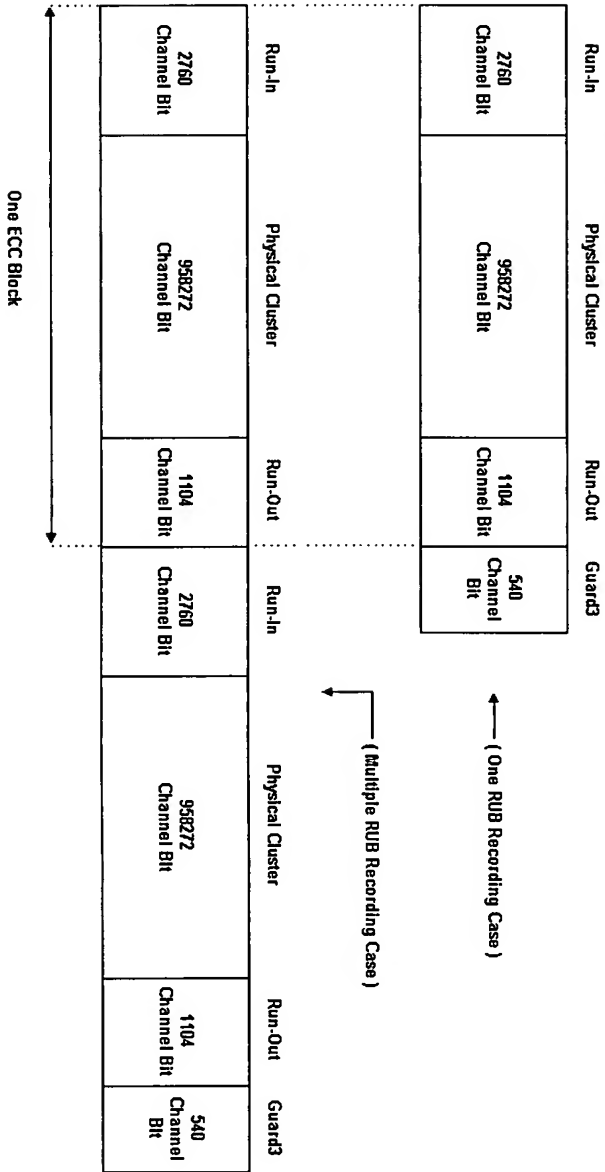 Run-In
Physical Cluster
Run-Out
Guard3
2760
Channel Bit
958272
Channel Bit
1104
Channel Bit
540
Channel
Bit
( One RUB Recording Case )
( Multiple RUB Recording Case )
Run-In
Physical Cluster
Run-Out
Run-In
Physical Cluster
Run-Out
Guard3
2760
Channel Bit
958272
Channel Bit
1104
Channel Bit
2760
Channel Bit
958272
Channel Bit
1104
Channel Bit
540
Channel
Bit
One ECC Block